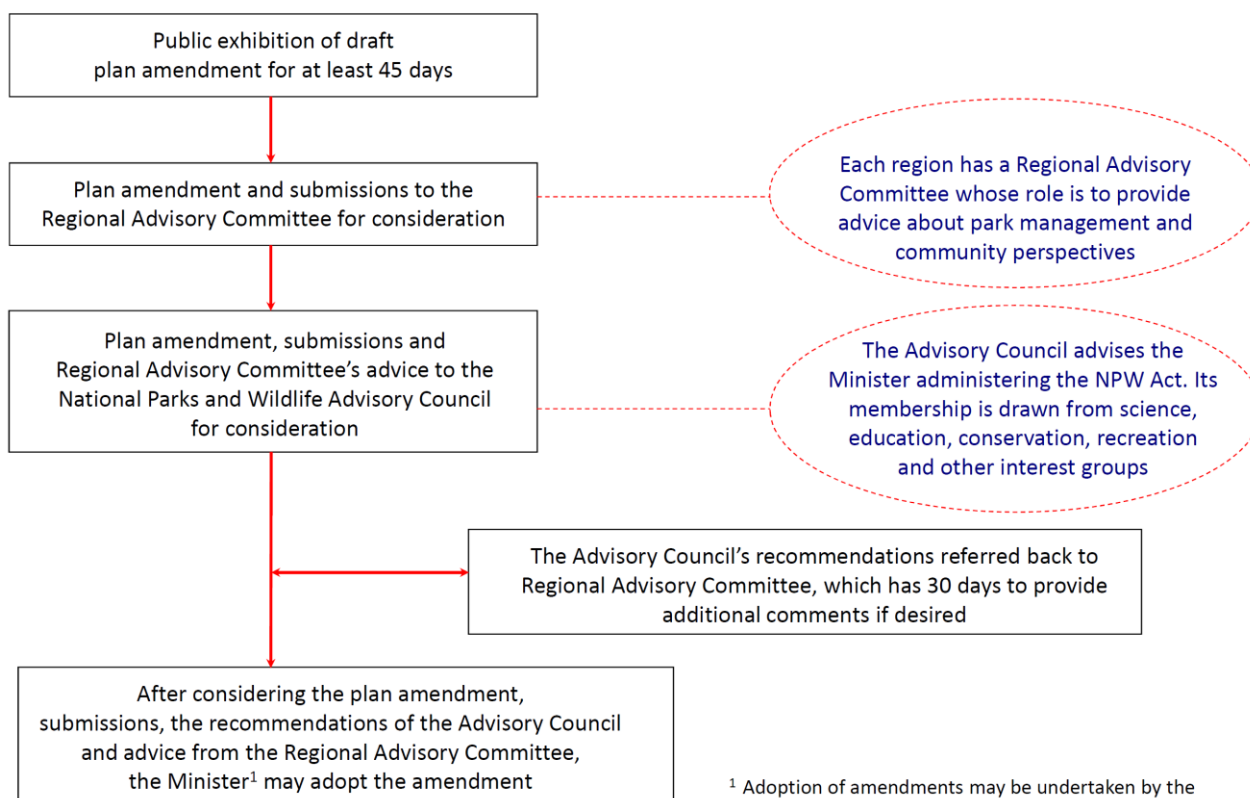 Public exhibition of draft
plan amendment for at least 45 days
Plan amendment and submissions to the
Regional Advisory Committee for consideration
Each region has a Regional Advisory
Committee whose role is to provide
advice about park management and
community perspectives
Plan amendment, submissions and
Regional Advisory Committee’s advice to the
National Parks and Wildlife Advisory Council
for consideration
The Advisory Council advises the
Minister administering the NPW Act. Its
membership is drawn from science,
education, conservation, recreation
and other interest groups
The Advisory Council’s recommendations referred back to
Regional Advisory Committee, which has 30 days to provide
additional comments if desired
After considering the plan amendment,
submissions, the recommendations of the Advisory Council
and advice from the Regional Advisory Committee,
the Minister¹ may adopt the amendment
¹ Adoption of amendments may be undertaken by the